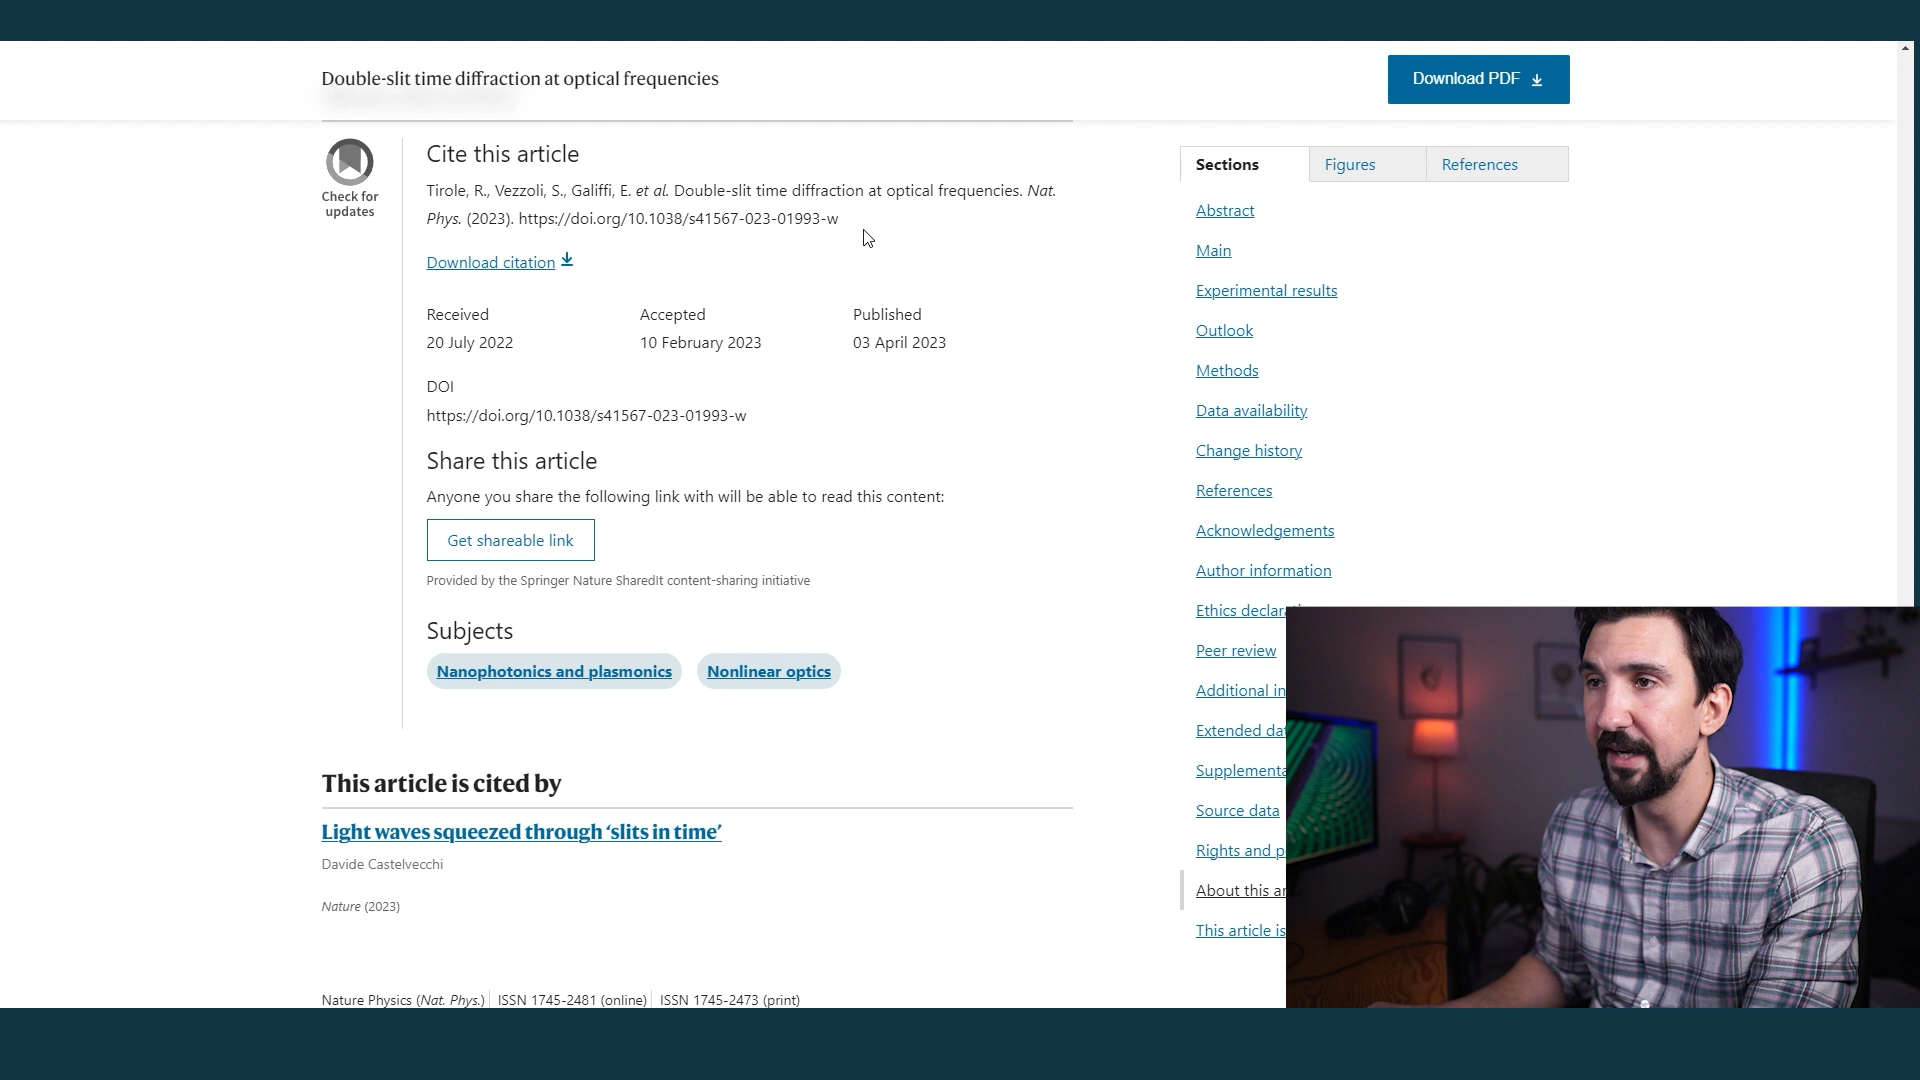 Double-slit time diffraction at optical frequencies
Download PDF
Check for
updates
Cite this article
Tirole, R., Vezzoli, S., Galiffi, E. et al. Double-slit time diffraction at optical frequencies. Nat.
Phys. (2023). https://doi.org/10.1038/s41567-023-01993-w
Download citation
Received
20 July 2022
Accepted
10 February 2023
Published
03 April 2023
DOI
https://doi.org/10.1038/s41567-023-01993-w
Share this article
Anyone you share the following link with will be able to read this content:
Get shareable link
Provided by the Springer Nature SharedIt content-sharing initiative
Subjects
Nanophotonics and plasmonics
Nonlinear optics
This article is cited by
Light waves squeezed through ‘slits in time’
Davide Castelvecchi
Nature (2023)
Nature Physics (Nat. Phys.)
ISSN 1745-2481 (online)
ISSN 1745-2473 (print)
Sections
Figures
References
Abstract
Main
Experimental results
Outlook
Methods
Data availability
Change history
References
Acknowledgements
Author information
Ethics
Peer review
Additional
Extended
Source data
Rights and
About this
This article is